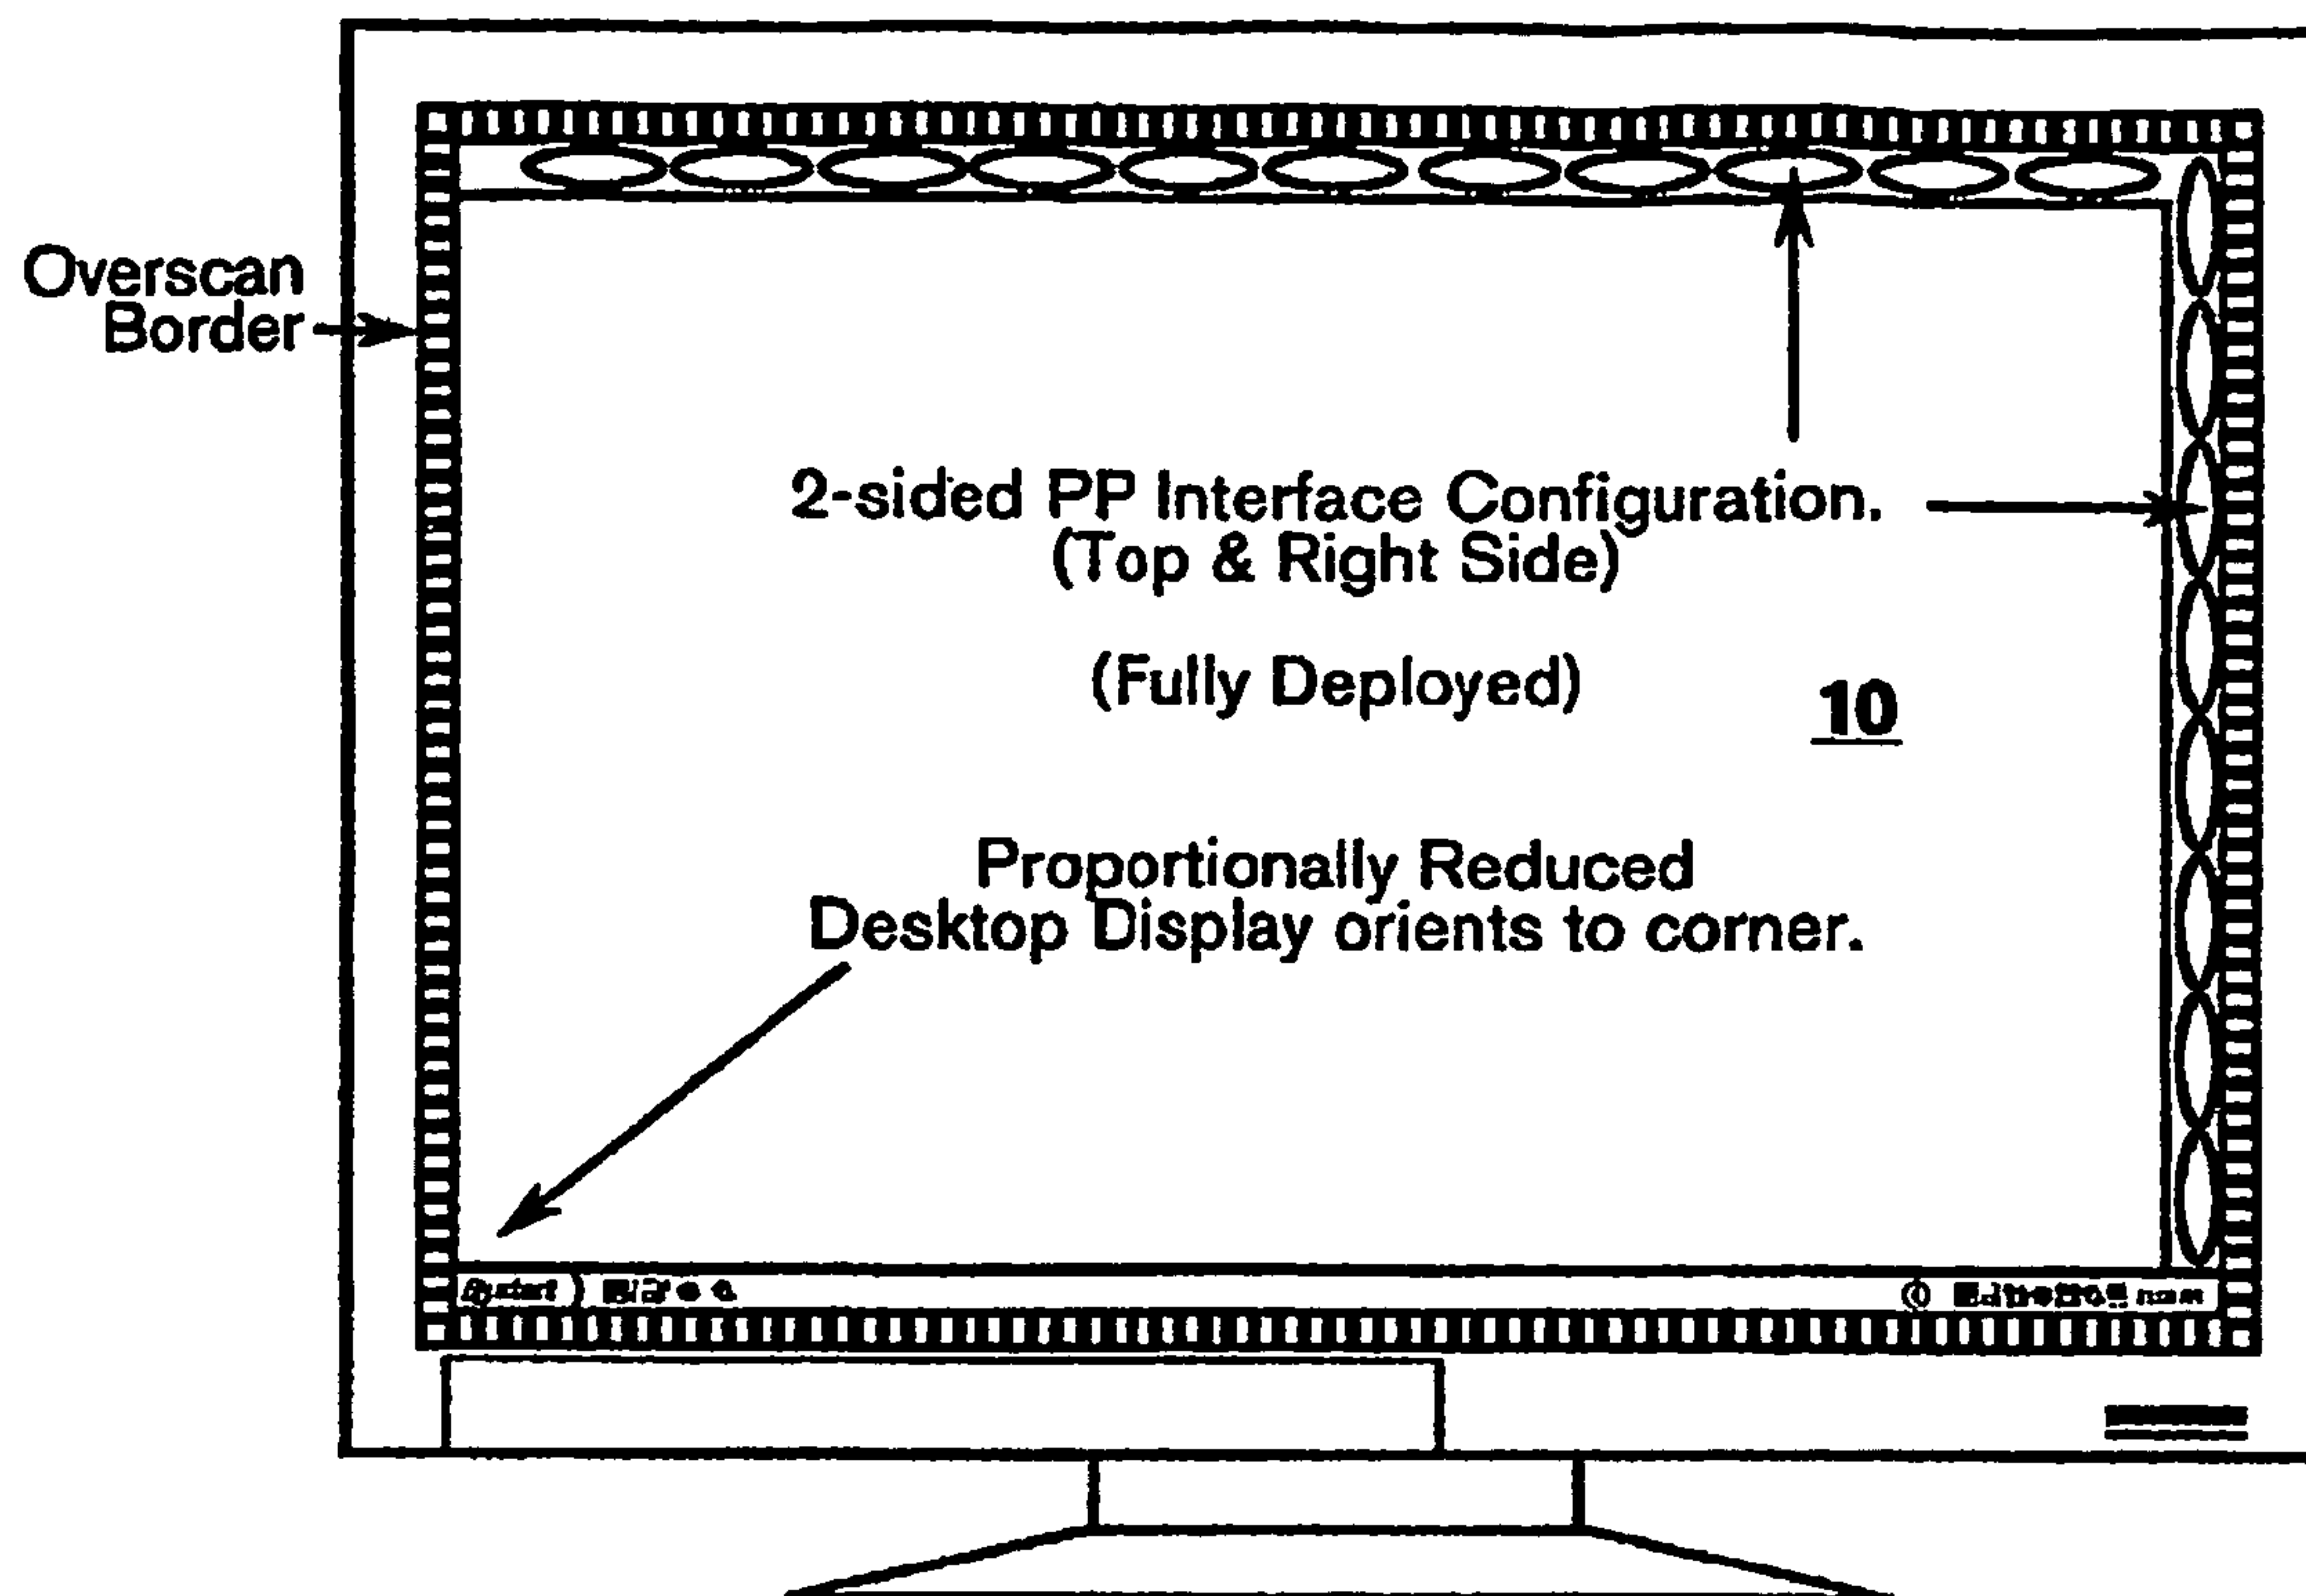 Overscan
Border
2-sided PP Interface Configuration.
(Top & Right Side)
(Fully Deployed)
10
Proportionally Reduced
Desktop Display orients to corner.
start